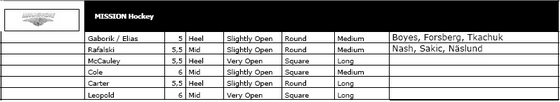 MISSION Hockey
Gaborik / Elias 5 Heel Slightly Open Round Medium Boyes, Forsberg, Tkachuk
Rafalski 5,5 Mid Slightly Open Round Medium Nash, Sakic, Näslund
McCauley 5,5 Heel Very Open Square Long
Cole 6 Mid Slightly Open Square Medium
Carter 5,5 Heel Slightly Open Round Long
Leopold 6 Mid Very Open Square Long